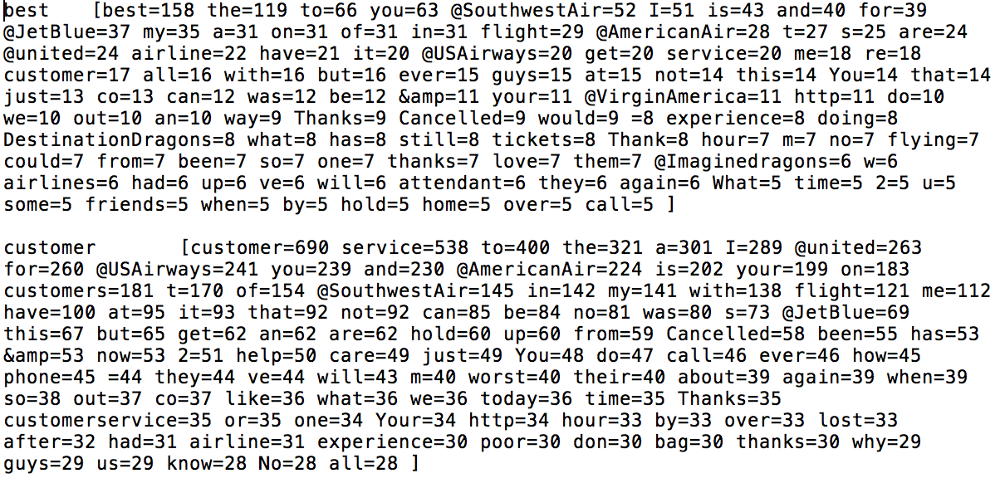 best [best=158 the=119 to=66 you=63 @SouthwestAir=52 I=51 is=43 and=40 for=39
@JetBlue=37 my=35 a=31 on=31 of=31 in=31 flight=29 @AmericanAir=28 t=27 s=25 are=24
@united=24 airline=22 have=21 it=20 @USAirways=20 get=20 service=20 me=18 re=18
customer=17 all=16 with=16 but=16 ever=15 guys=15 at=15 not=14 this=14 You=14 that=14
just=13 co=13 can=12 was=12 be=12 &amp=11 your=11 @VirginAmerica=11 http=11 do=10
we=10 out=10 an=10 way=9 Thanks=9 Cancelled=9 would=9 =8 experience=8 doing=8
DestinationDragons=8 what=8 has=8 still=8 tickets=8 Thank=8 hour=7 m=7 no=7 flying=7
could=7 from=7 been=7 so=7 one=7 thanks=7 love=7 them=7 @Imaginedragons=6 w=6
airlines=6 had=6 up=6 ve=6 will=6 attendant=6 they=6 again=6 What=5 time=5 2=5 u=5
some=5 friends=5 when=5 by=5 hold=5 home=5 over=5 call=5 ]
customer [customer=690 service=538 to=400 the=321 a=301 I=289 @united=263
for=260 @USAirways=241 you=239 and=230 @AmericanAir=224 is=202 your=199 on=183
customers=181 t=170 of=154 @SouthwestAir=145 in=142 my=141 with=138 flight=121 me=112
have=100 at=95 it=93 that=92 not=92 can=85 be=84 no=81 was=80 s=73 @JetBlue=69
this=67 but=65 get=62 an=62 are=62 hold=60 up=60 from=59 Cancelled=58 been=55 has=53
&amp=53 now=53 2=51 help=50 care=49 just=49 You=48 do=47 call=46 ever=46 how=45
phone=45 =44 they=44 ve=44 will=43 m=40 worst=40 their=40 about=39 again=39 when=39
so=38 out=37 co=37 like=36 what=36 we=36 today=36 time=35 Thanks=35
customerservice=35 or=35 one=34 Your=34 http=34 hour=33 by=33 over=33 lost=33
after=32 had=31 airline=31 experience=30 poor=30 don=30 bag=30 thanks=30 why=29
guys=29 us=29 know=28 No=28 all=28 ]